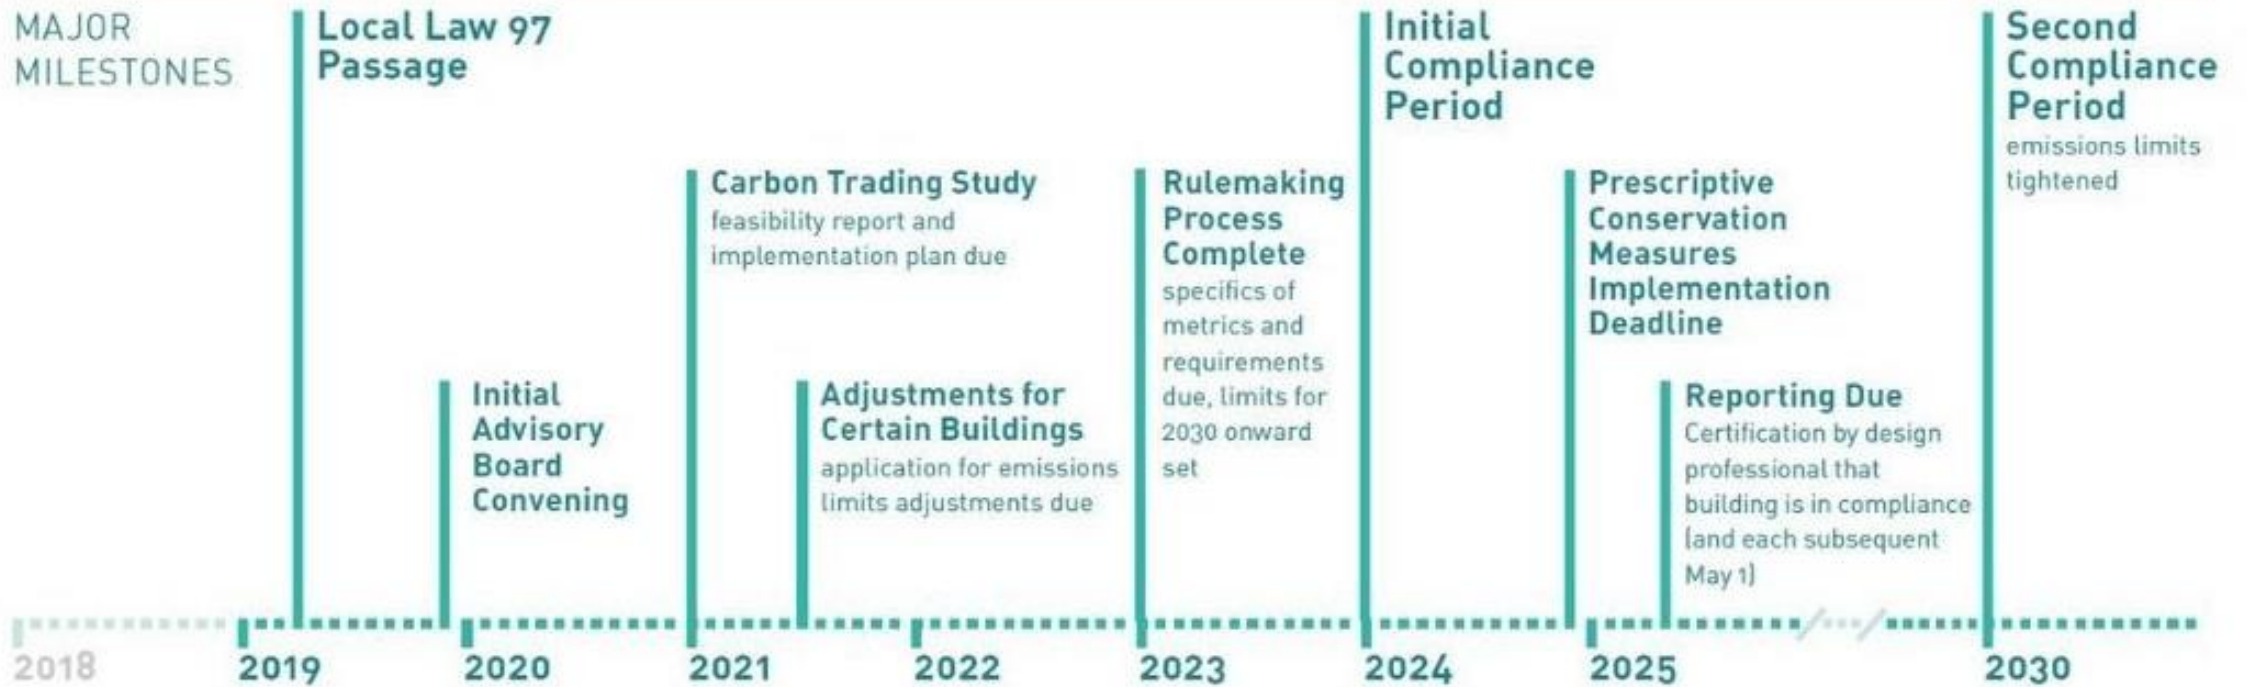 MAJOR
MILESTONES
Local Law 97
Passage
Initial
Advisory
Board
Convening
Carbon Trading Study
feasibility report and
implementation plan due
Adjustments for
Certain Buildings
application for emissions
limits adjustments due
Rulemaking
Process
Complete
specifics of
metrics and
requirements
due, limits for
2030 onward
set
Initial
Compliance
Period
Prescriptive
Conservation
Measures
Implementation
Deadline
Reporting Due
Certification by design
professional that
building is in compliance
(and each subsequent
May 1)
Second
Compliance
Period
emissions limits
tightened
2018
2019
2020
2021
2022
2023
2024
2025
2030